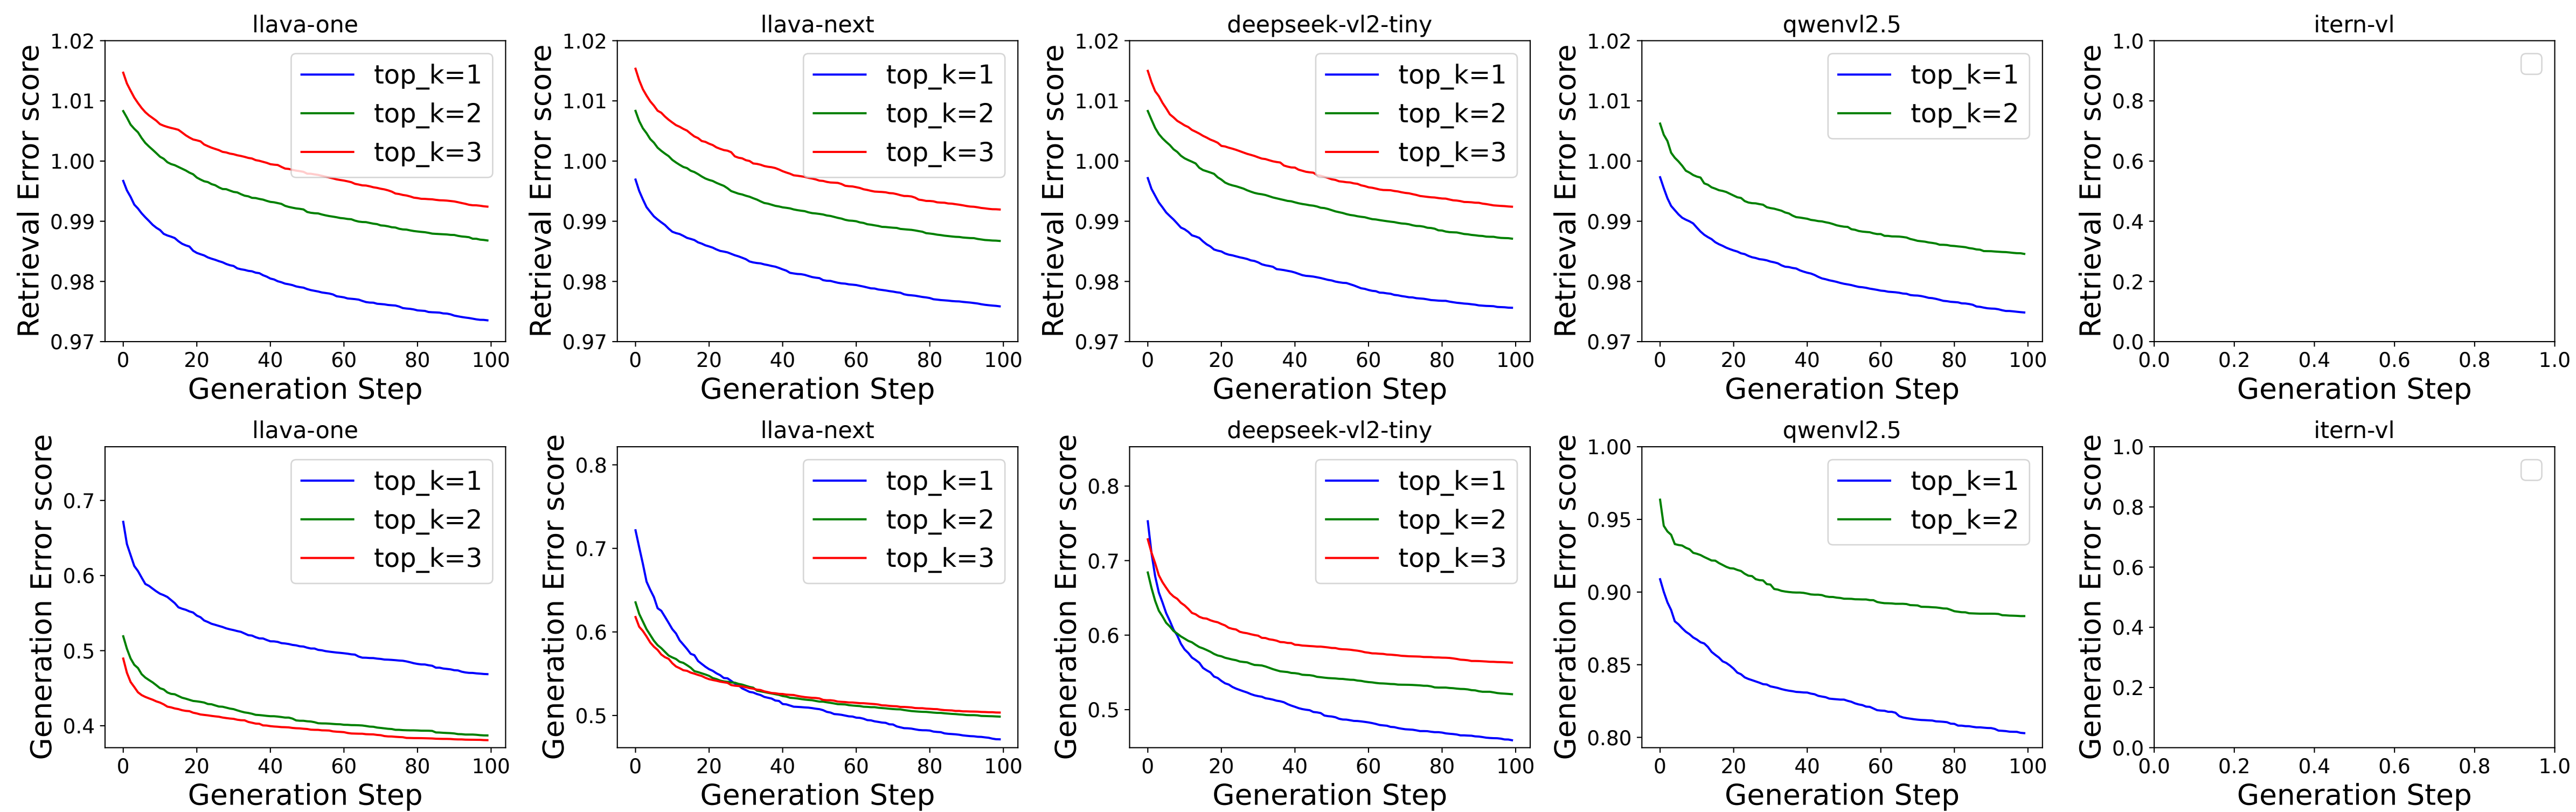 llava-one
Retrieval Error score
1.02
1.01
1.00
0.99
0.98
0.97
top_k=1
top_k=2
top_k=3
0 20 40 60 80 100
Generation Step
llava-next
Retrieval Error score
1.02
1.01
1.00
0.99
0.98
0.97
top_k=1
top_k=2
top_k=3
0 20 40 60 80 100
Generation Step
deepseek-vl2-tiny
Retrieval Error score
1.02
1.01
1.00
0.99
0.98
0.97
top_k=1
top_k=2
top_k=3
0 20 40 60 80 100
Generation Step
qwenvl2.5
Retrieval Error score
1.02
1.01
1.00
0.99
0.98
0.97
top_k=1
top_k=2
0 20 40 60 80 100
Generation Step
itern-vl
Retrieval Error score
1.0
0.8
0.6
0.4
0.2
0.0
0.0 0.2 0.4 0.6 0.8 1.0
Generation Step
llava-one
Generation Error score
0.7
0.6
0.5
0.4
top_k=1
top_k=2
top_k=3
0 20 40 60 80 100
Generation Step
llava-next
Generation Error score
0.8
0.7
0.6
0.5
top_k=1
top_k=2
top_k=3
0 20 40 60 80 100
Generation Step
deepseek-vl2-tiny
Generation Error score
0.8
0.7
0.6
0.5
top_k=1
top_k=2
top_k=3
0 20 40 60 80 100
Generation Step
qwenvl2.5
Generation Error score
1.00
0.95
0.90
0.85
0.80
top_k=1
top_k=2
0 20 40 60 80 100
Generation Step
itern-vl
Generation Error score
1.0
0.8
0.6
0.4
0.2
0.0
0.0 0.2 0.4 0.6 0.8 1.0
Generation Step